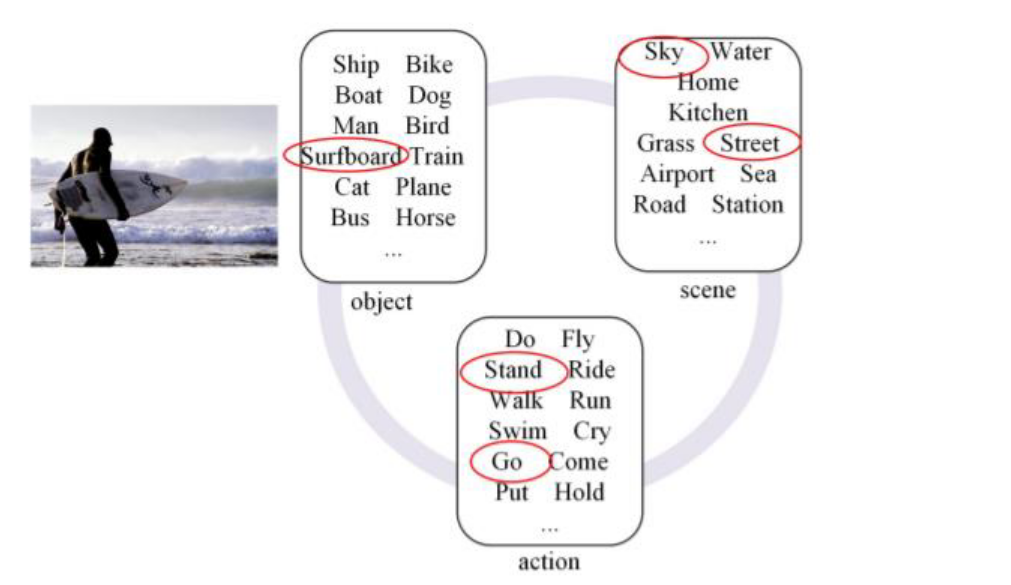 Ship Bike
Boat Dog
Man Bird
Surfboard Train
Cat Plane
Bus Horse
...
object
Sky Water
Home
Kitchen
Grass Street
Airport Sea
Road Station
...
scene
Do Fly
Stand Ride
Walk Run
Swim Cry
Go Come
Put Hold
...
action